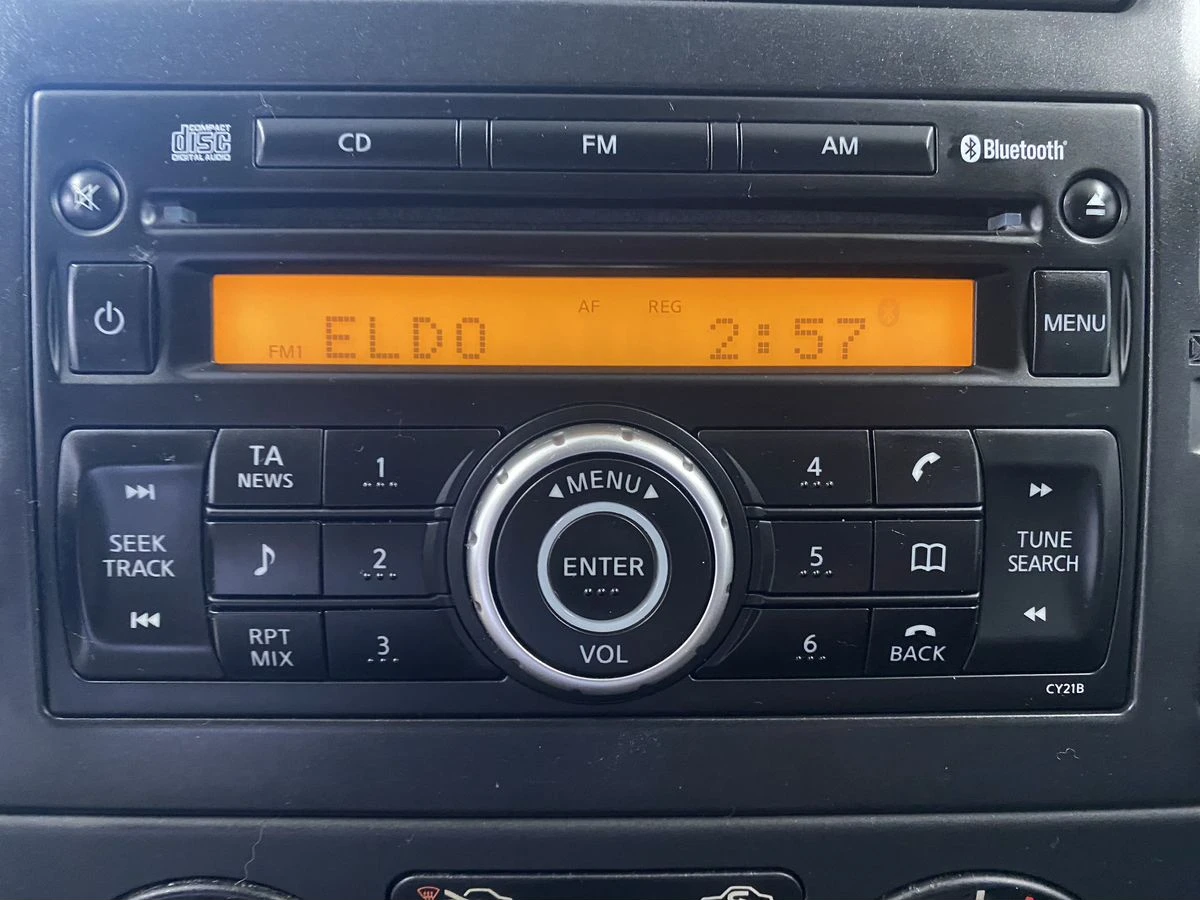 COMPACT
disc
DIGITAL AUDIO
CD
FM
AM
Bluetooth®
AF
REG
FM1
ELDO
2:57
MENU
TA
NEWS
1
4
MENU
SEEK
TRACK
2
ENTER
5
TUNE
SEARCH
RPT
MIX
3
VOL
6
BACK
CY21B